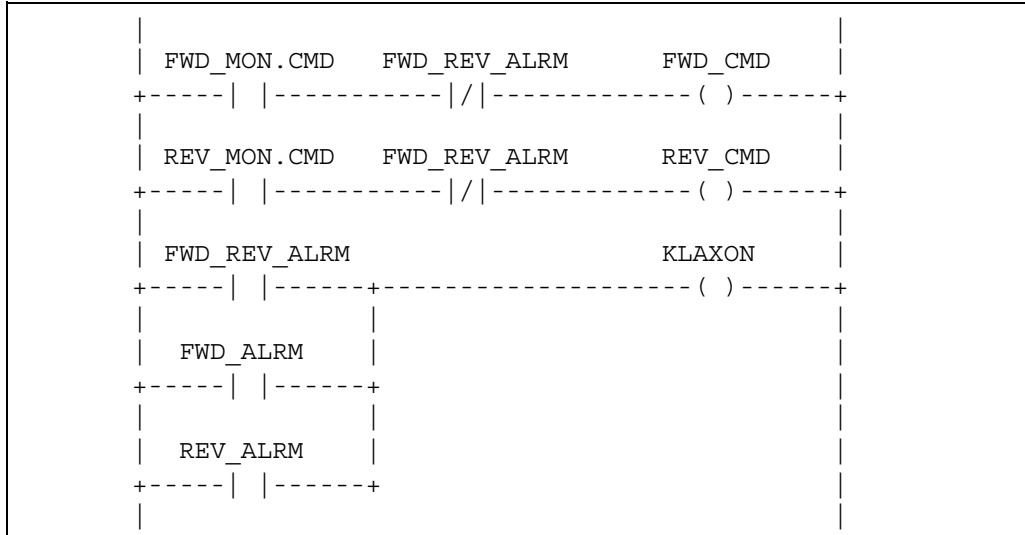 FWD_MON.CMD FWD_REV_ALRM FWD_CMD
+-----| |-----------|/|-------------( )------+
REV_MON.CMD FWD_REV_ALRM REV_CMD
+-----| |-----------|/|-------------( )------+
FWD_REV_ALRM KLAXON
+-----| |------+--------------------( )------+
FWD_ALRM
+-----| |------+
REV_ALRM
+-----| |------+